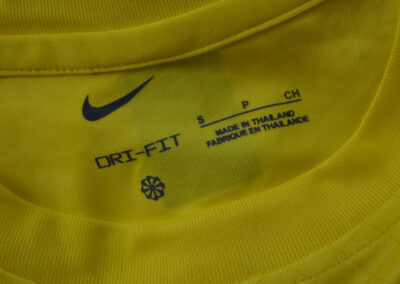 S P CH
MADE IN THAILAND
FABRIQUE EN THAILANDE
DRI-FIT